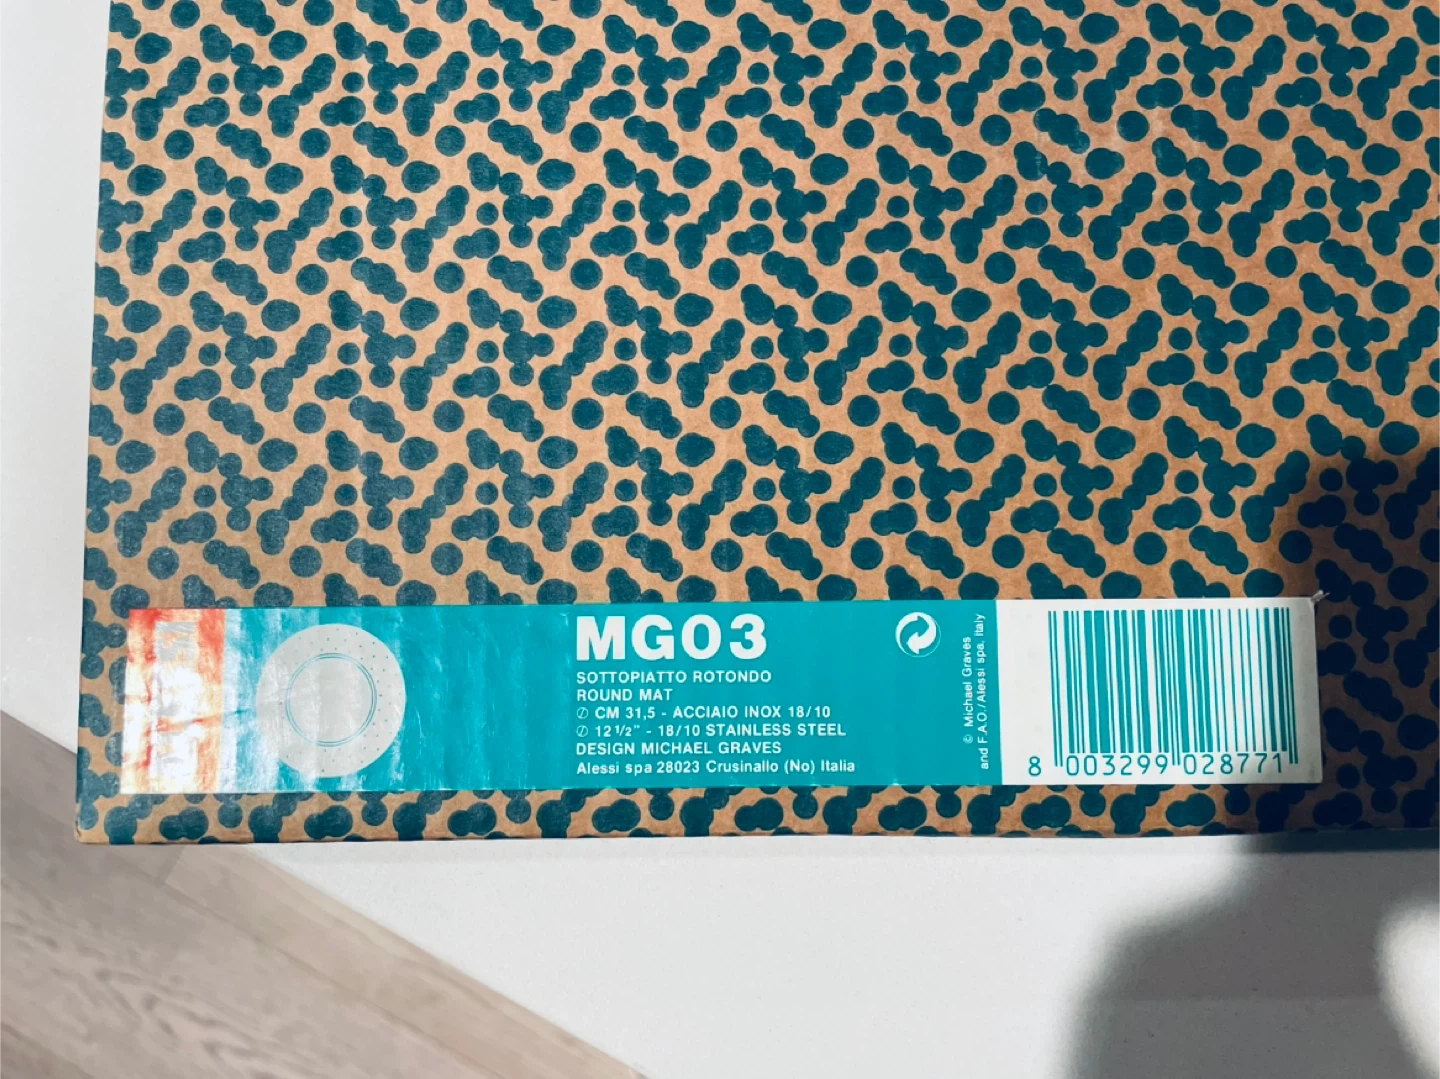 MG03
SOTTOPIATTO ROTONDO
ROUND MAT
∅ CM 31,5 - ACCIAIO INOX 18/10
∅ 12 1/2" - 18/10 STAINLESS STEEL
DESIGN MICHAEL GRAVES
Alessi spa 28023 Crusinallo (No) Italia
© Michael Graves
and F.A.O./Alessi spa, Italy
8 003299 028771